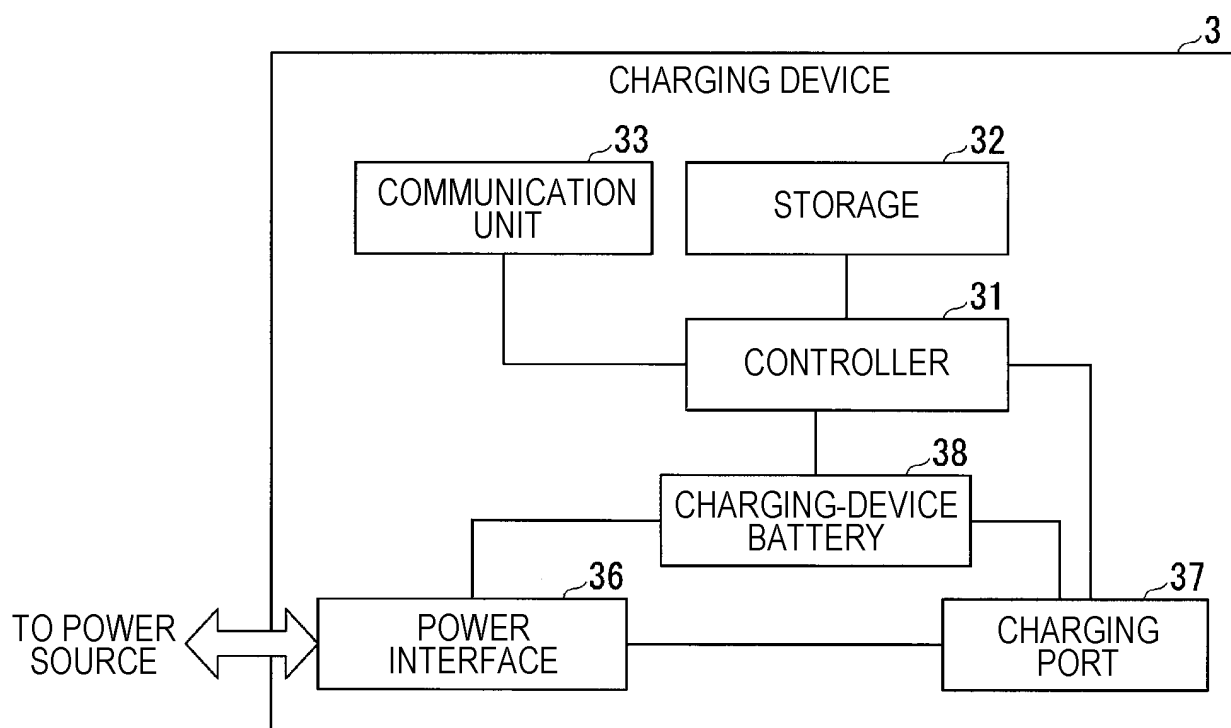 3
CHARGING DEVICE
33
COMMUNICATION
UNIT
32
STORAGE
31
CONTROLLER
38
CHARGING-DEVICE
BATTERY
TO POWER
SOURCE
36
POWER
INTERFACE
37
CHARGING
PORT